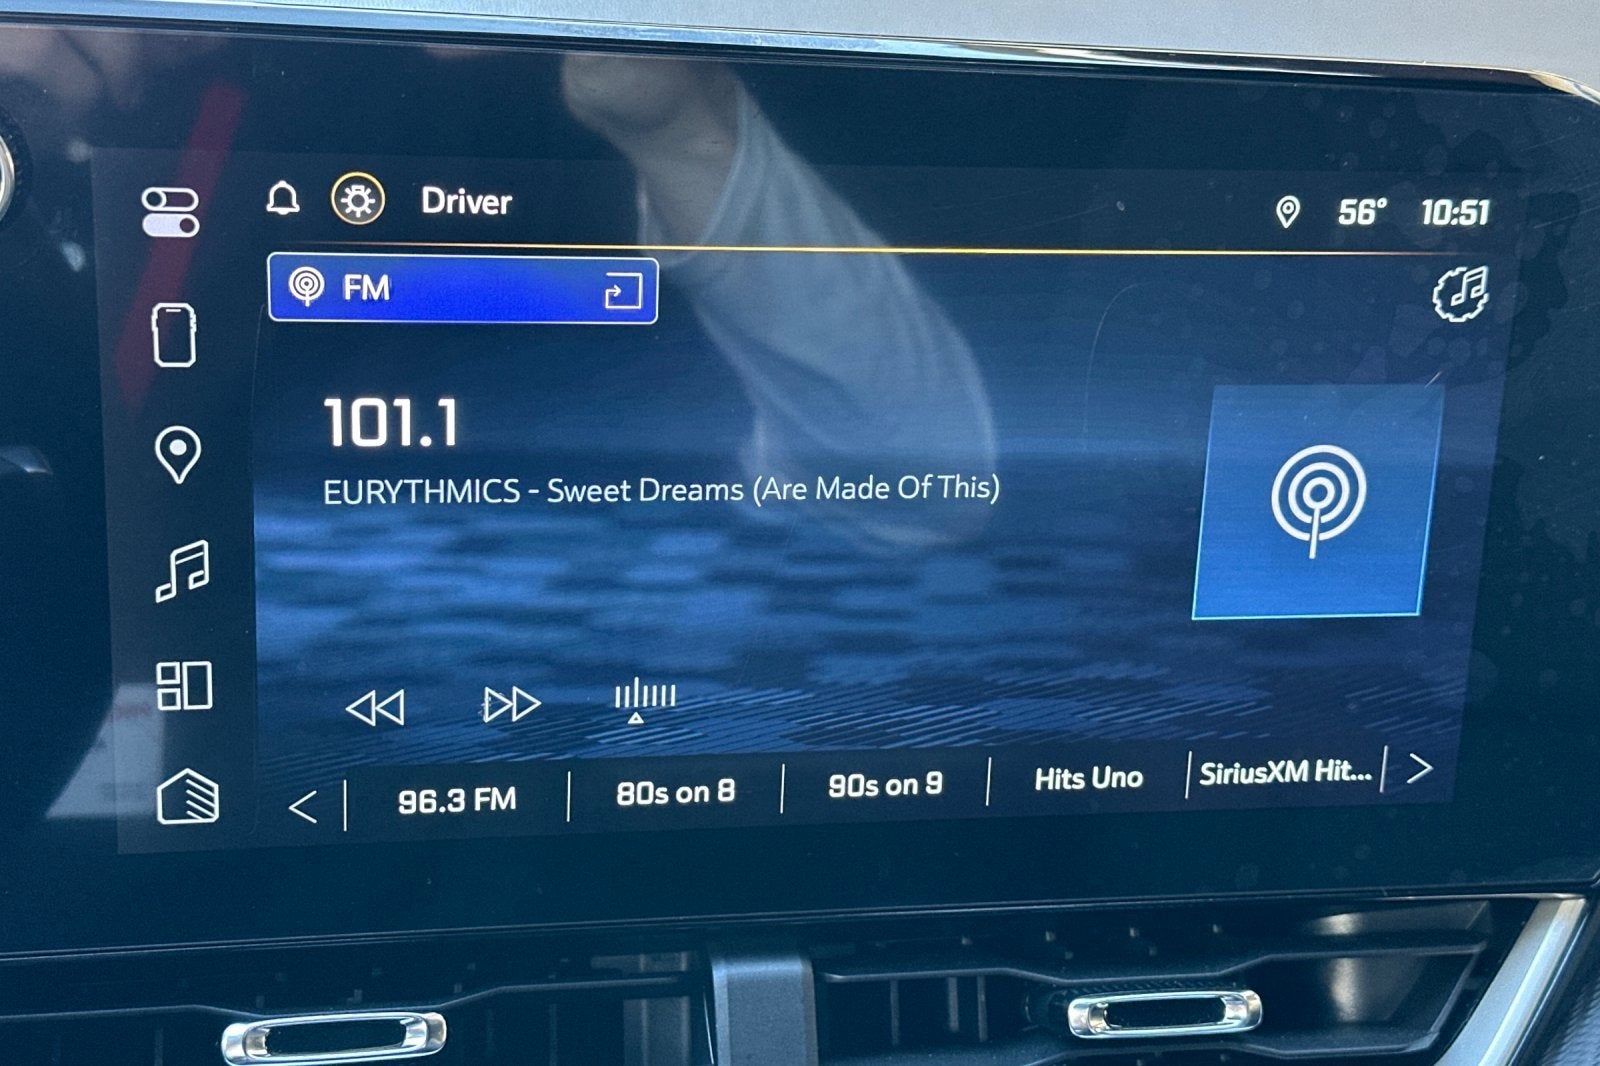 Driver
56° 10:51
FM
101.1
EURYTHMICS - Sweet Dreams (Are Made Of This)
96.3 FM
80s on 8
90s on 9
Hits Uno
SiriusXM Hit...